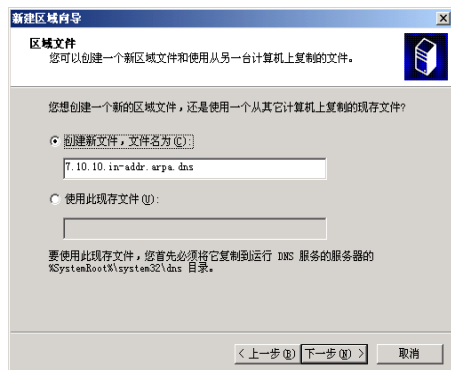 新建区域向导
区域文件
您可以创建一个新区域文件和使用从另一台计算机上复制的文件。
您想创建一个新的区域文件，还是使用一个从其它计算机上复制的现存文件?
创建新文件，文件名为(C):
7.10.10.in-addr.arpa.dns
使用此现存文件(U):
要使用此现存文件，您首先必须将它复制到运行 DNS 服务的服务器的
%SystemRoot%\system32\dns 目录。
< 上一步(B) 下一步(N) > 取消